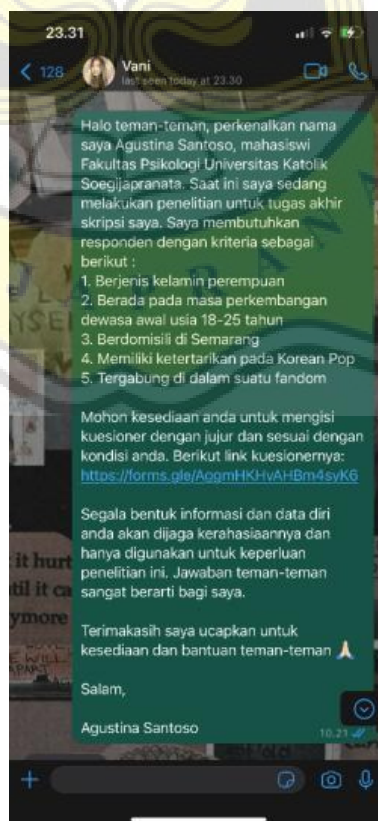 23.31
128
Vani
last seen today at 23.30
Halo teman-teman, perkenalkan nama
saya Agustina Santoso, mahasiswi
Fakultas Psikologi Universitas Katolik
Soegijapranata. Saat ini saya sedang
melakukan penelitian untuk tugas akhir
skripsi saya. Saya membutuhkan
responden dengan kriteria sebagai
berikut :
1. Berjenis kelamin perempuan
2. Berada pada masa perkembangan
dewasa awal usia 18-25 tahun
3. Berdomisili di Semarang
4. Memiliki ketertarikan pada Korean Pop
5. Tergabung di dalam suatu fandom
Mohon kesediaan anda untuk mengisi
kuesioner dengan jujur dan sesuai dengan
kondisi anda. Berikut link kuesionernya:
https://forms.gle/AogmHKHvAHBm4syK6
Segala bentuk informasi dan data diri
anda akan dijaga kerahasiaannya dan
hanya digunakan untuk keperluan
penelitian ini. Jawaban teman-teman
sangat berarti bagi saya.
Terimakasih saya ucapkan untuk
kesediaan dan bantuan teman-teman 🙏🏻
Salam,
Agustina Santoso
10.21
it hurt